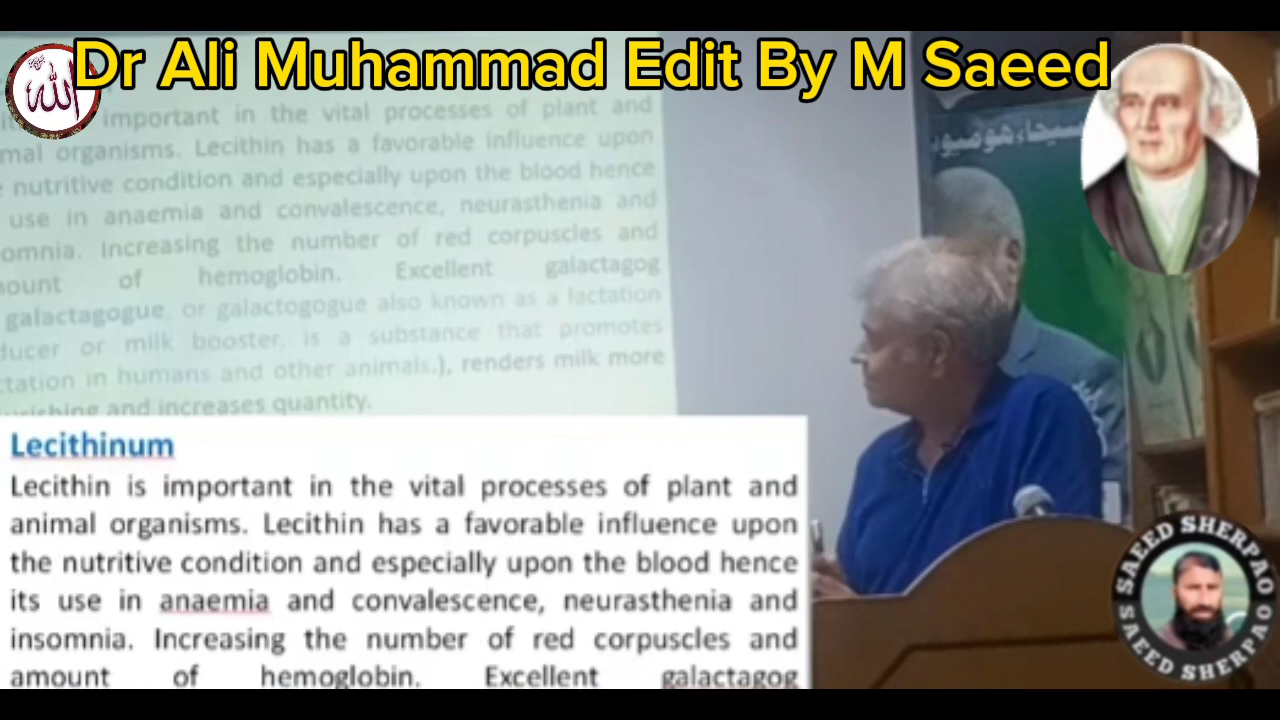 Dr Ali Muhammad Edit By M Saeed
الله
important in the vital processes of plant and
organisms. Lecithin has a favorable influence upon
nutritive condition and especially upon the blood hence
use in anaemia and convalescence, neurasthenia and
Increasing the number of red corpuscles and
of hemoglobin. Excellent galactagog
galactagogue, or galactogogue also known as a lactation
or milk booster, is a substance that promotes
in humans and other animals.), renders milk more
and increases quantity.
Lecithinum
Lecithin is important in the vital processes of plant and
animal organisms. Lecithin has a favorable influence upon
the nutritive condition and especially upon the blood hence
its use in anaemia and convalescence, neurasthenia and
insomnia. Increasing the number of red corpuscles and
amount of hemoglobin. Excellent galactagog
SAEED SHERPAO
SAEED SHERPAO